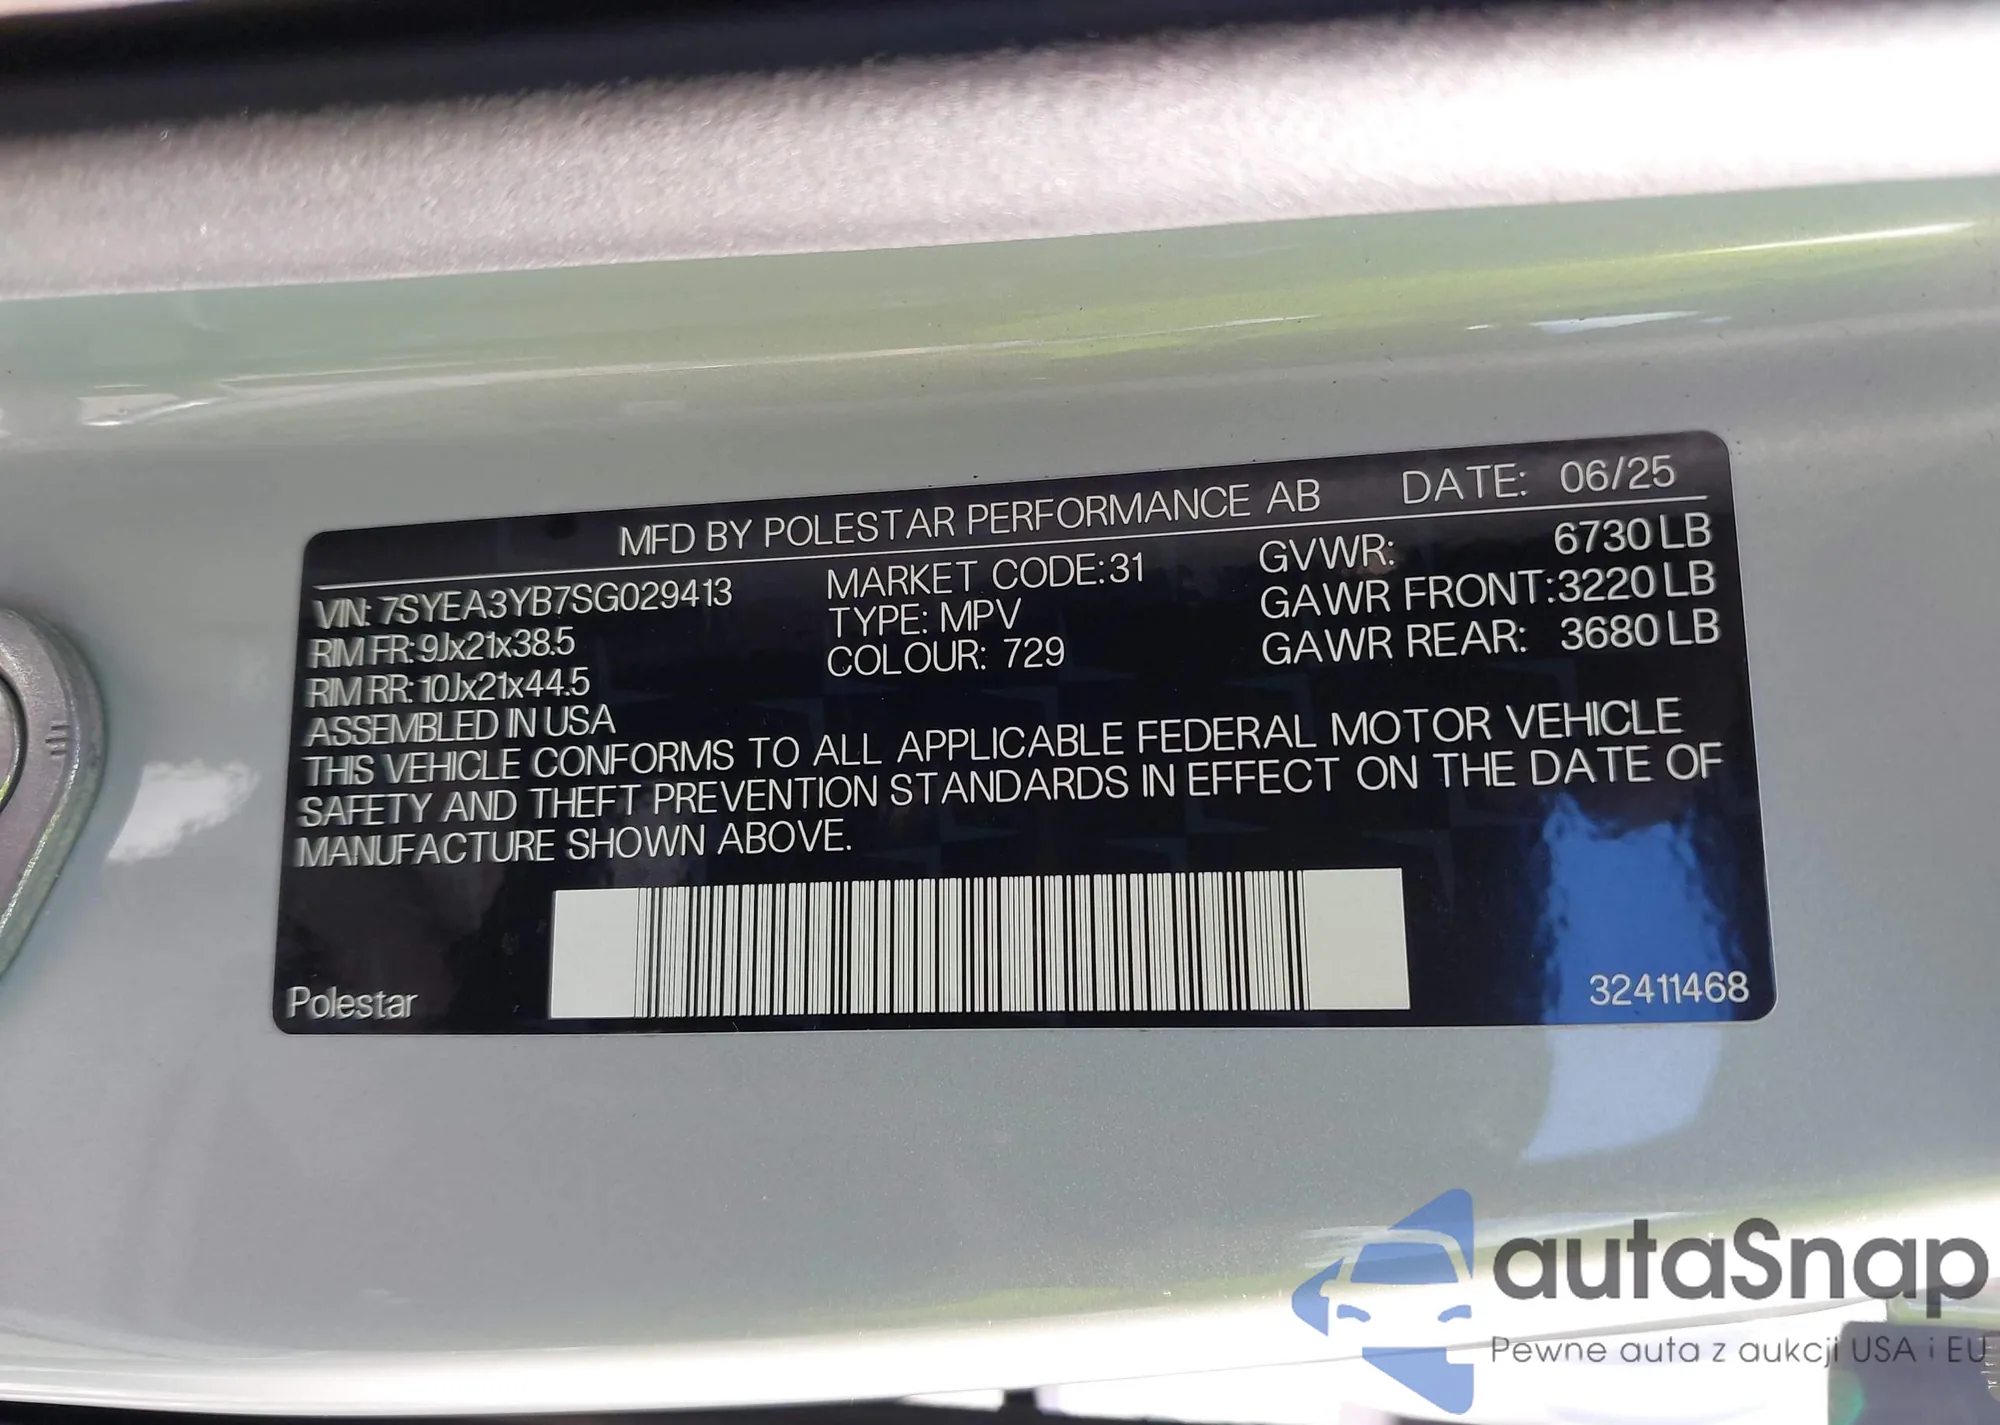 MFD BY POLESTAR PERFORMANCE AB DATE: 06/25
VIN: 7SYEA3YB7SG029413 MARKET CODE:31 GVWR: 6730 LB
RIM FR: 9Jx21x38.5 TYPE: MPV GAWR FRONT:3220 LB
RIM RR: 10Jx21x44.5 COLOUR: 729 GAWR REAR: 3680 LB
ASSEMBLED IN USA
THIS VEHICLE CONFORMS TO ALL APPLICABLE FEDERAL MOTOR VEHICLE
SAFETY AND THEFT PREVENTION STANDARDS IN EFFECT ON THE DATE OF
MANUFACTURE SHOWN ABOVE.
Polestar 32411468
autaSnap
Pewne auta z aukcji USA i EU